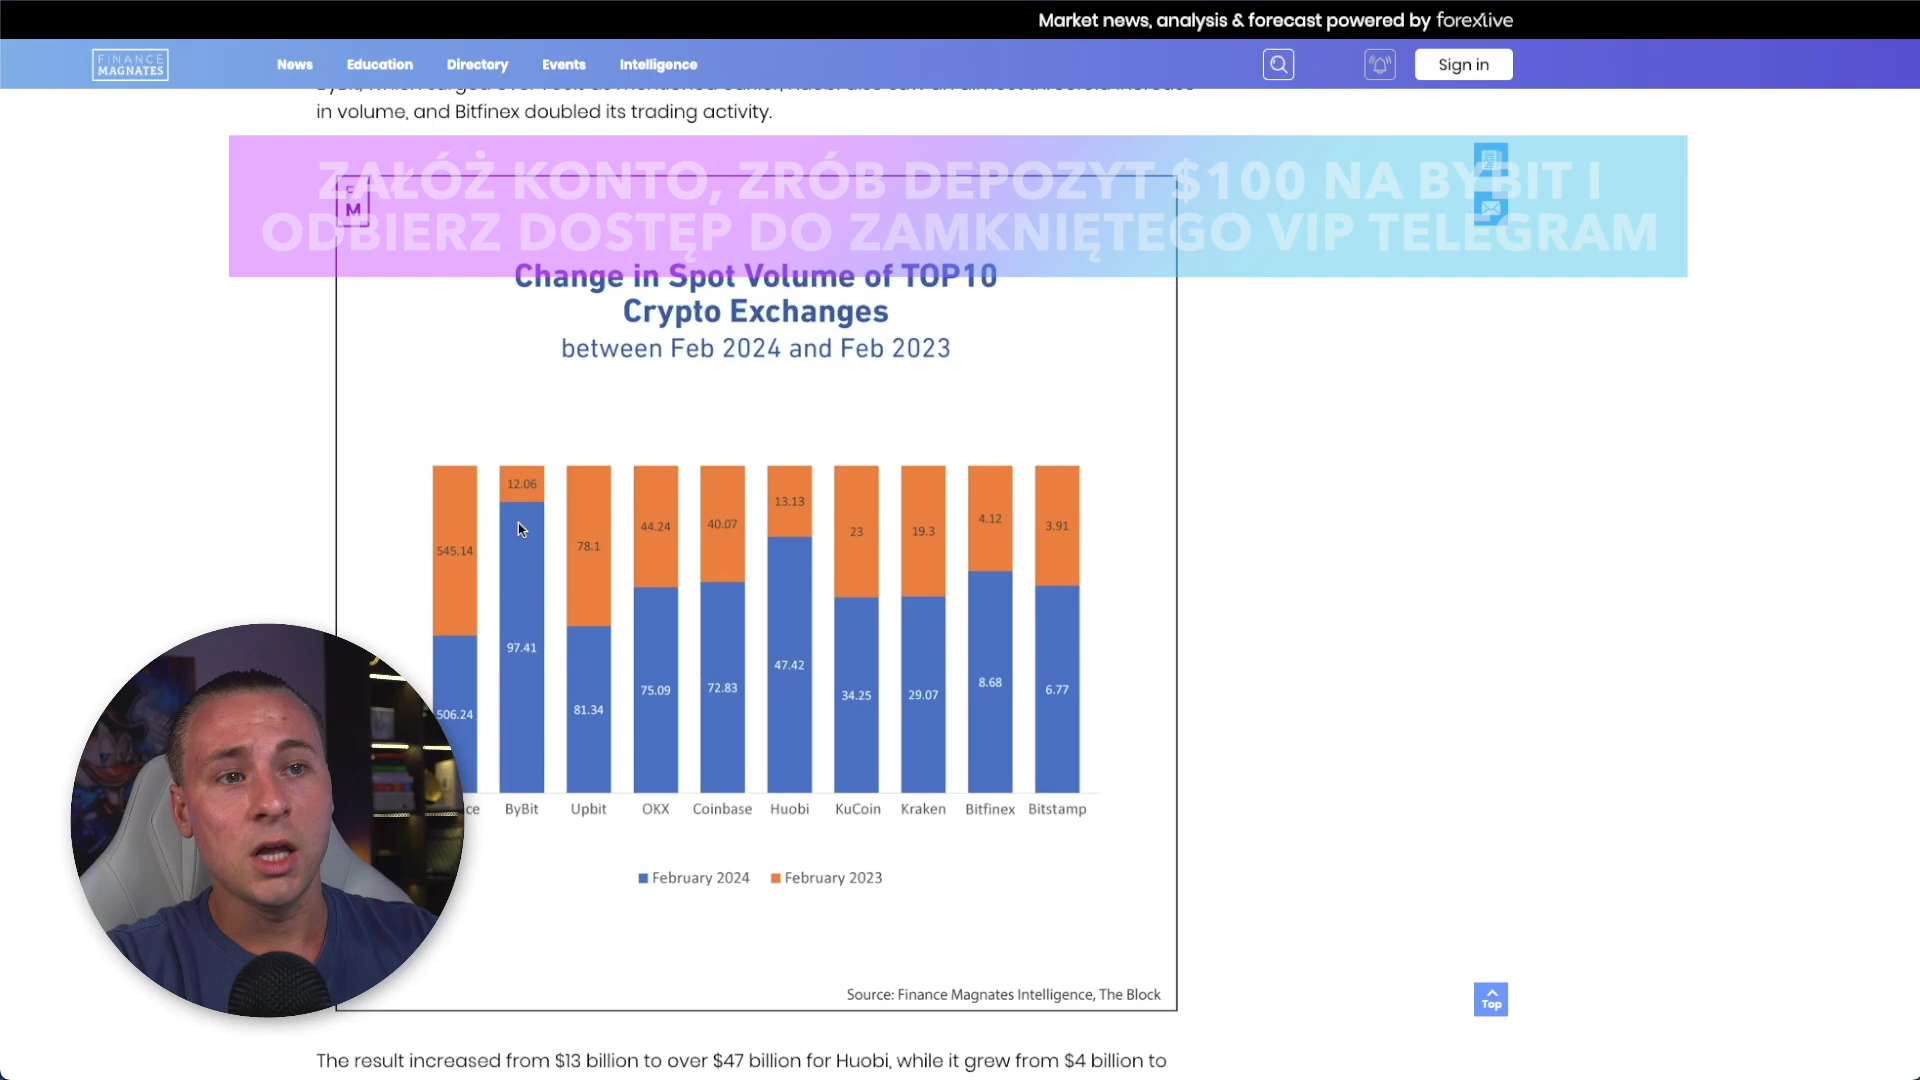 Market news, analysis & forecast powered by forexlive
FINANCE
MAGNATES
News Education Directory Events Intelligence
Sign in
in volume, and Bitfinex doubled its trading activity.
ZAŁÓŻ KONTO, ZRÓB DEPOZYT $100 NA BYBIT I
ODBIERZ DOSTĘP DO ZAMKNIĘTEGO VIP TELEGRAM
F
M
Change in Spot Volume of TOP10
Crypto Exchanges
between Feb 2024 and Feb 2023
545.14 12.06 78.1 44.24 40.07 13.13 23 19.3 4.12 3.91
506.24 97.41 81.34 75.09 72.83 47.42 34.25 29.07 8.68 6.77
ce ByBit Upbit OKX Coinbase Huobi KuCoin Kraken Bitfinex Bitstamp
February 2024 February 2023
Source: Finance Magnates Intelligence, The Block
Top
The result increased from $13 billion to over $47 billion for Huobi, while it grew from $4 billion to